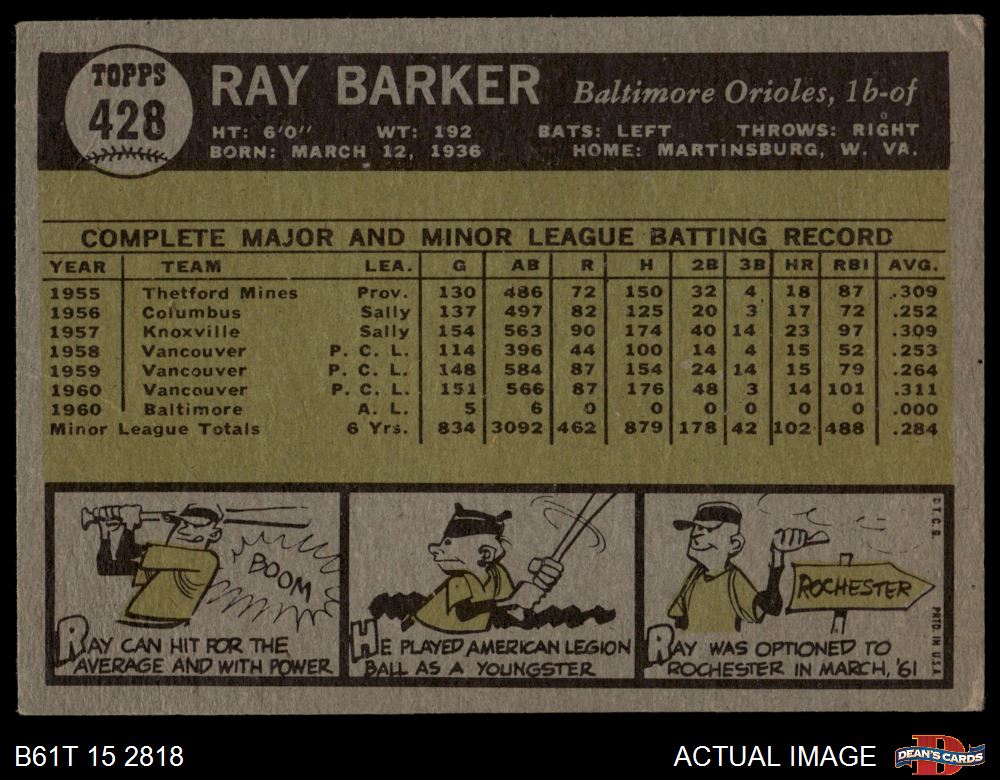 TOPPS
428
RAY BARKER Baltimore Orioles, 1b-of
HT: 6'0" WT: 192 BATS: LEFT THROWS: RIGHT
BORN: MARCH 12, 1936 HOME: MARTINSBURG, W. VA.
COMPLETE MAJOR AND MINOR LEAGUE BATTING RECORD
YEAR TEAM LEA. G AB R H 2B 3B HR RBI AVG.
1955 Thetford Mines Prov. 130 486 72 150 32 4 18 87 .309
1956 Columbus Sally 137 497 82 125 20 3 17 72 .252
1957 Knoxville Sally 154 563 90 174 40 14 23 97 .309
1958 Vancouver P. C. L. 114 396 44 100 14 4 15 52 .253
1959 Vancouver P. C. L. 148 584 87 154 24 14 15 79 .264
1960 Vancouver P. C. L. 151 566 87 176 48 3 14 101 .311
1960 Baltimore A. L. 5 6 0 0 0 0 0 0 .000
Minor League Totals 6 Yrs. 834 3092 462 879 178 42 102 488 .284
BOOM
RAY CAN HIT FOR THE
AVERAGE AND WITH POWER
HE PLAYED AMERICAN LEGION
BALL AS A YOUNGSTER
ROCHESTER
RAY WAS OPTIONED TO
ROCHESTER IN MARCH, '61
© T.C.G. PRTD. IN U.S.A.
B61T 15 2818 ACTUAL IMAGE
DEAN'S CARDS